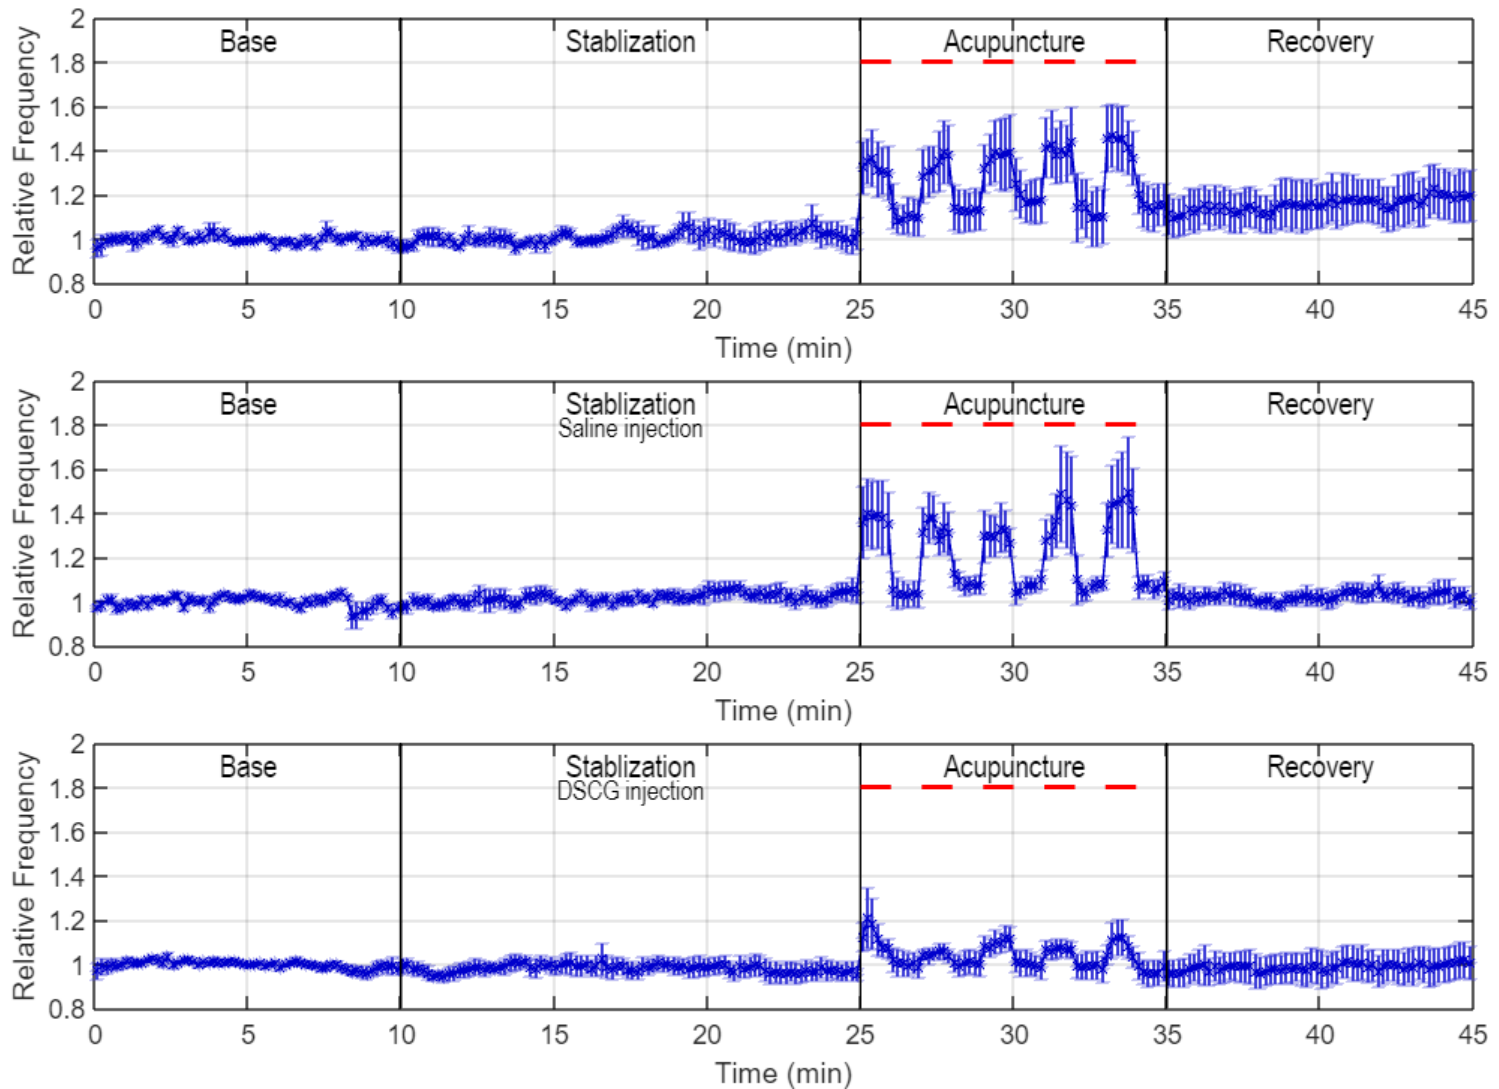 2
Base
Stablization
Acupuncture
Recovery
1.8
1.6
1.4
1.2
1
0.8
Relative Frequency
0
5
10
15
20
25
30
35
40
45
Time (min)
2
Base
Stablization
Acupuncture
Recovery
Saline injection
1.8
1.6
1.4
1.2
1
0.8
Relative Frequency
0
5
10
15
20
25
30
35
40
45
Time (min)
2
Base
Stablization
Acupuncture
Recovery
DSCG injection
1.8
1.6
1.4
1.2
1
0.8
Relative Frequency
0
5
10
15
20
25
30
35
40
45
Time (min)